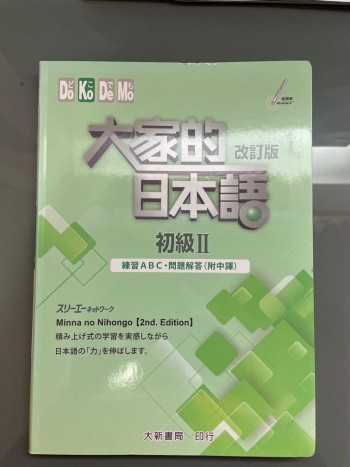 Do Ko De Mo
ど こ で も
大家的
日本語
改訂版
初級Ⅱ
練習ＡＢＣ・問題解答(附中譯)
スリーエーネットワーク
Minna no Nihongo【2nd. Edition】
積み上げ式の学習を実感しながら
日本語の「力」を伸ばします。
大新書局 印行